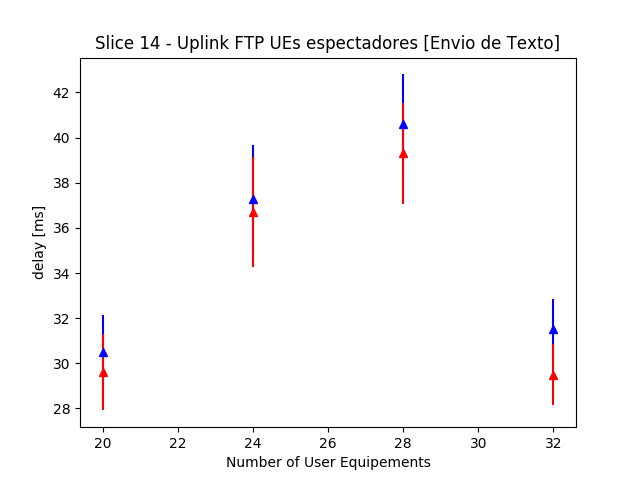 Slice 14 - Uplink FTP UEs espectadores [Envio de Texto]
42
40
38
36
34
32
30
28
delay [ms]
20 22 24 26 28 30 32
Number of User Equipements